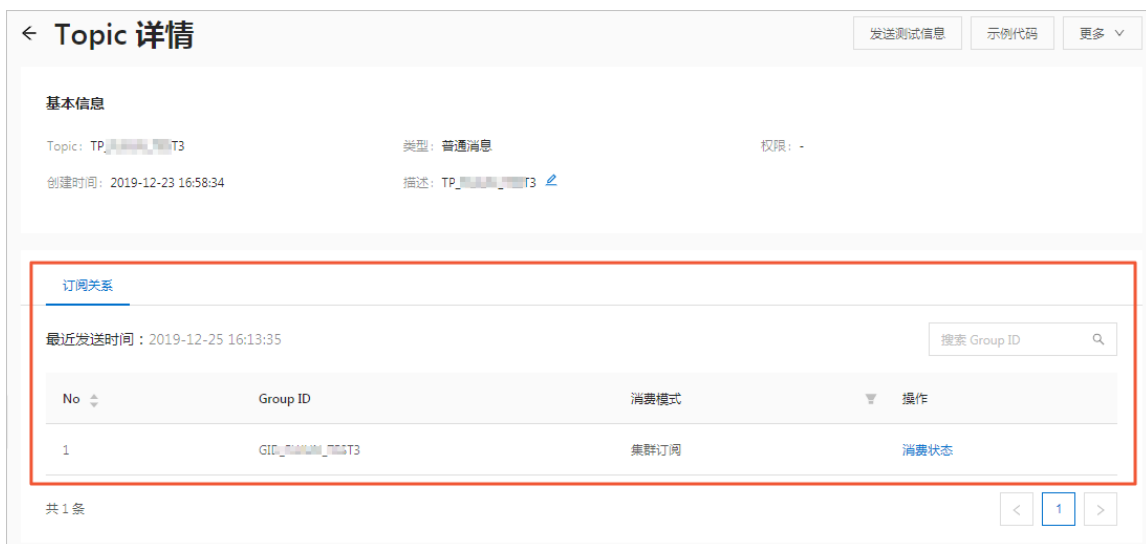 Topic 详情
发送测试信息 示例代码 更多
基本信息
Topic: TP_ T3 类型: 普通消息 权限: -
创建时间: 2019-12-23 16:58:34 描述: TP_ T3
订阅关系
最近发送时间：2019-12-25 16:13:35 搜索 Group ID
No Group ID 消费模式 操作
1 GID_ T3 集群订阅 消费状态
共 1 条 < 1 >